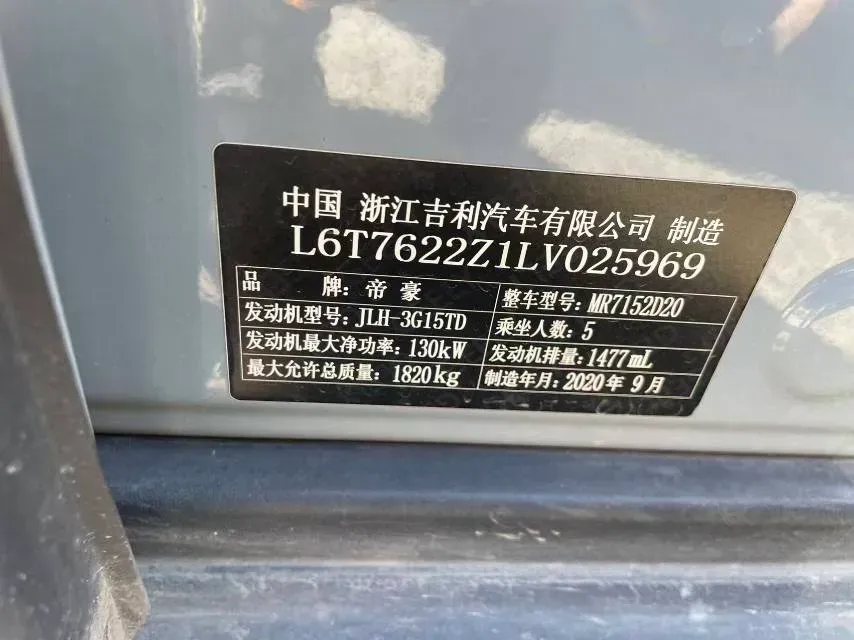 中国 浙江吉利汽车有限公司 制造
L6T7622Z1LV025969
品 牌：帝豪 整车型号：MR7152D20
发动机型号：JLH-3G15TD 乘坐人数：5
发动机最大净功率：130kW 发动机排量：1477mL
最大允许总质量：1820kg 制造年月：2020年9月